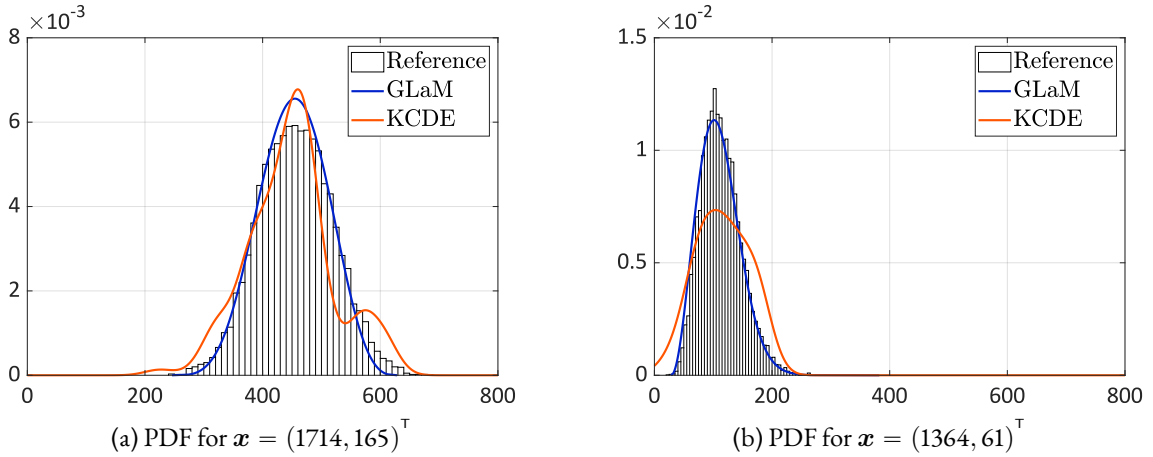 ×10⁻³
8
6
4
2
0
0 200 400 600 800
Reference
GLaM
KCDE
(a) PDF for x = (1714, 165)ᵀ
×10⁻²
1.5
1
0.5
0
0 200 400 600 800
Reference
GLaM
KCDE
(b) PDF for x = (1364, 61)ᵀ